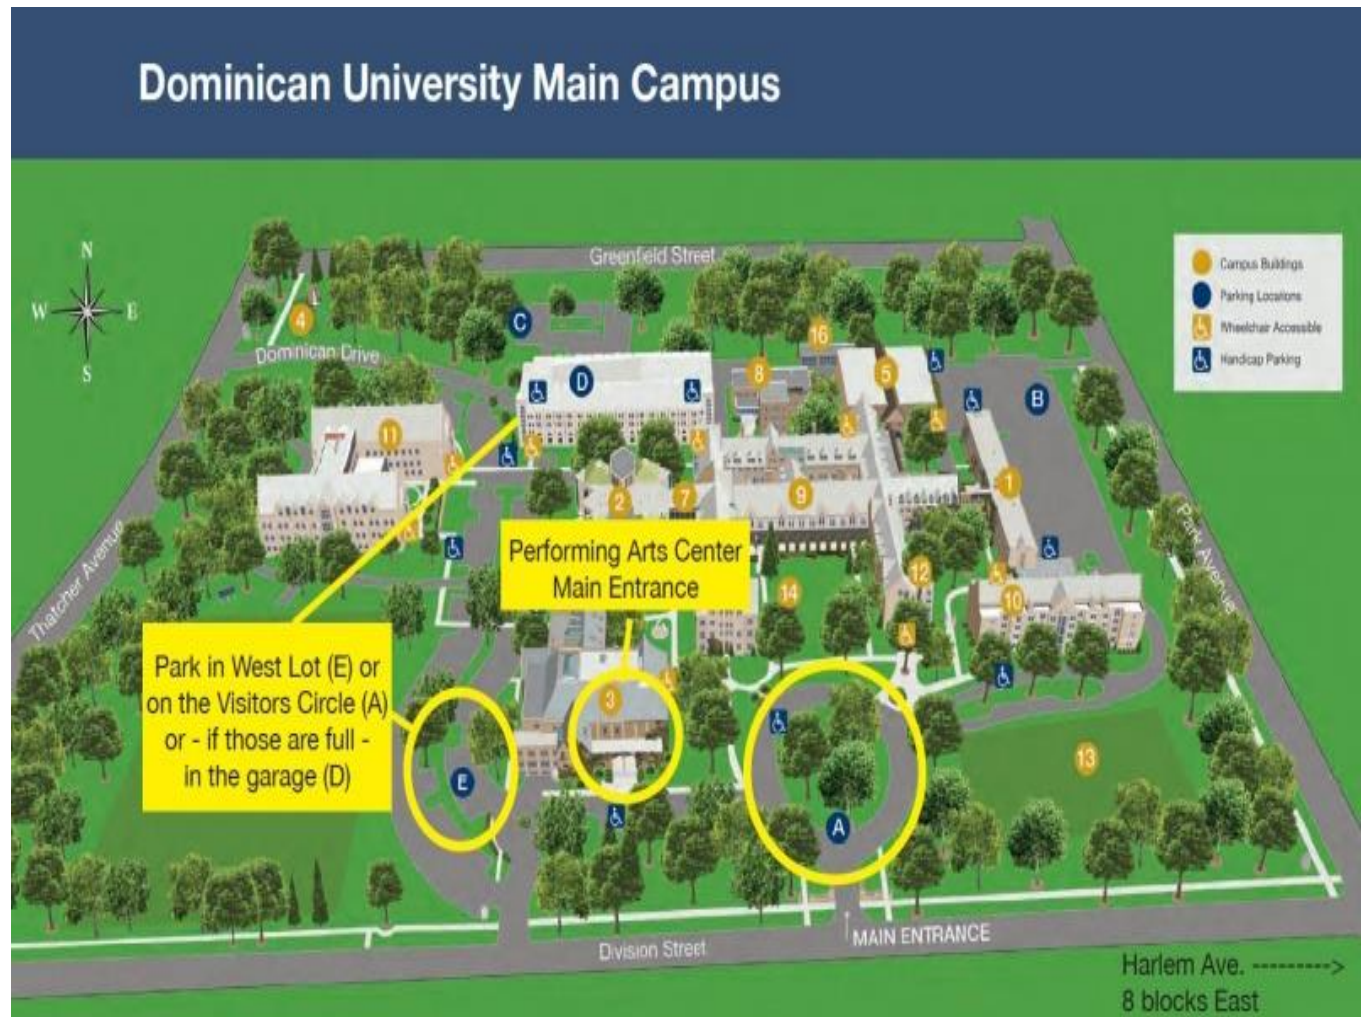 Dominican University Main Campus
N
W
E
S
Greenfield Street
Campus Buildings
Parking Locations
Wheelchair Accessible
Handicap Parking
4
C
Dominican Drive
16
D
8
5
B
11
2
7
9
1
Thatcher Avenue
Park Avenue
Performing Arts Center
Main Entrance
12
14
10
Park in West Lot (E) or
on the Visitors Circle (A)
or - if those are full -
in the garage (D)
3
E
13
A
Division Street
MAIN ENTRANCE
Harlem Ave. --------->
8 blocks East